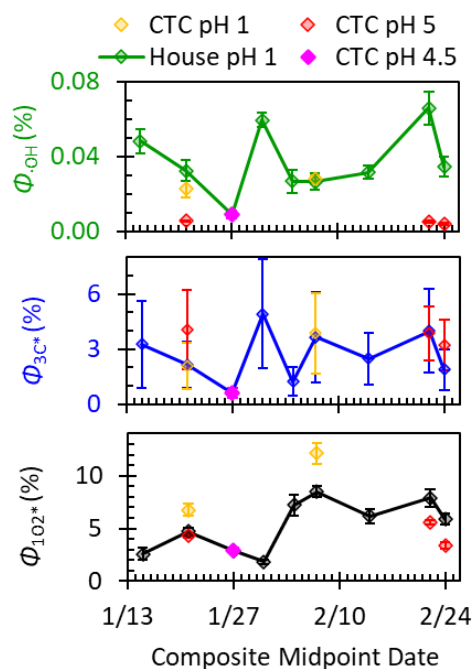 CTC pH 1
CTC pH 5
House pH 1
CTC pH 4.5
Φ·OH (%)
0.08
0.04
0.00
Φ3C* (%)
6
3
0
Φ1O2* (%)
10
5
0
1/13
1/27
2/10
2/24
Composite Midpoint Date